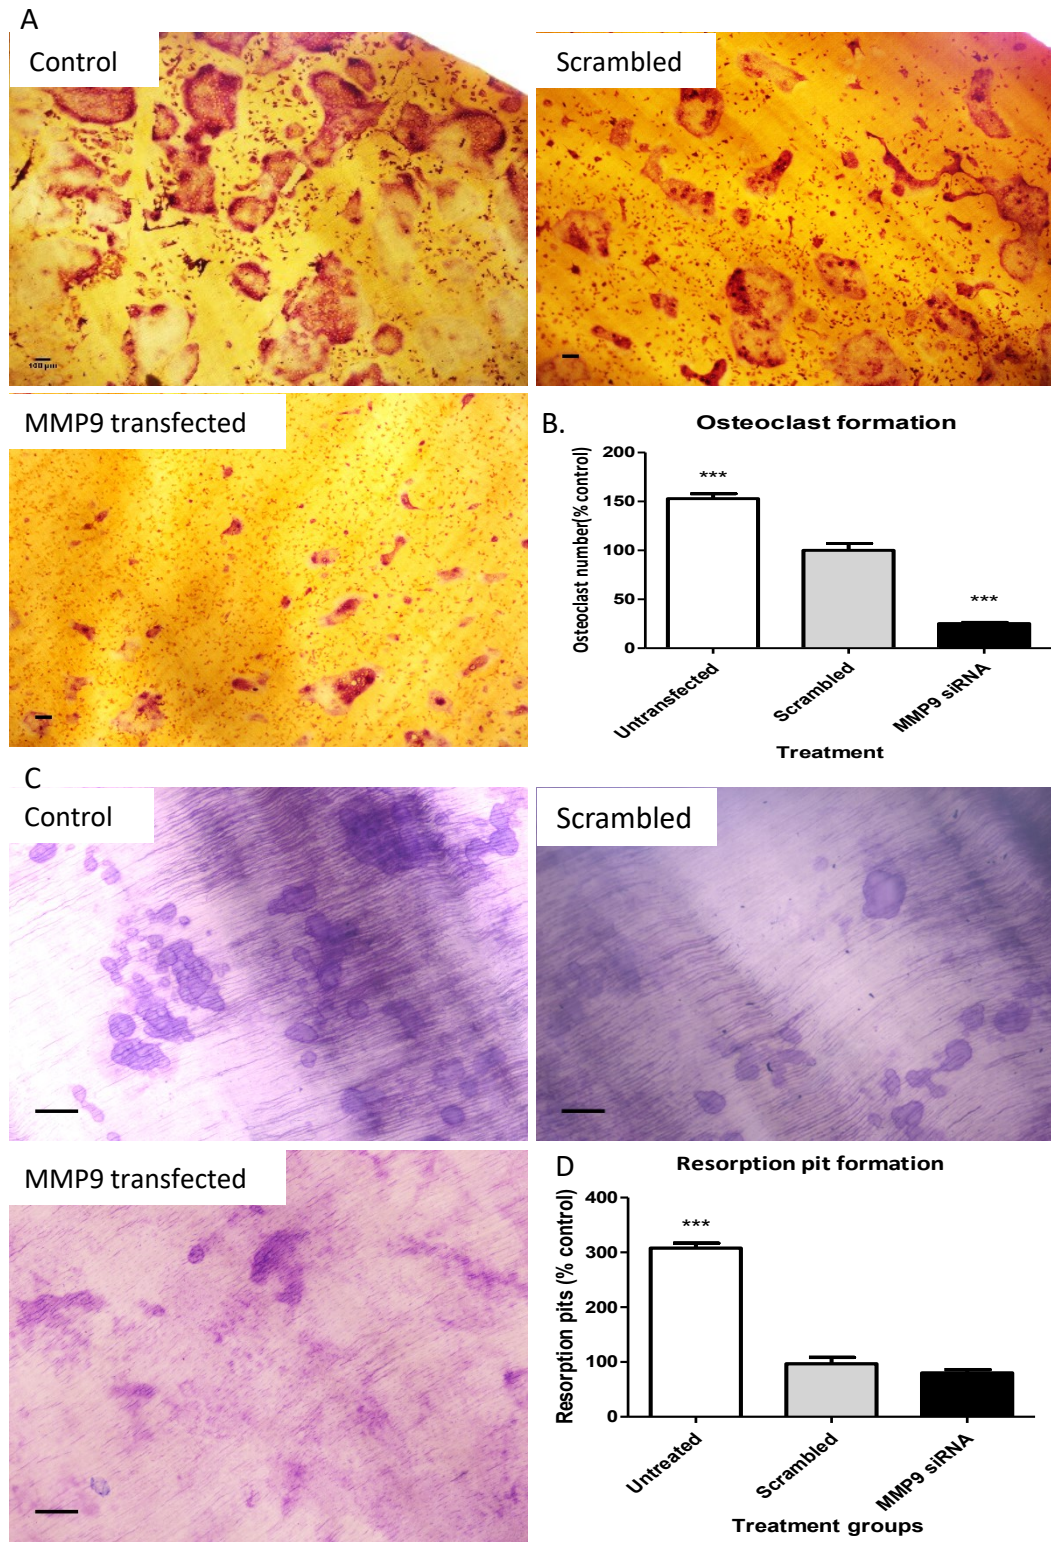 A
Control
Scrambled
100 µm
MMP9 transfected
B.
Osteoclast formation
Osteoclast number(% control)
200
150
100
50
0
***
***
Untransfected
Scrambled
MMP9 siRNA
Treatment
C
Control
Scrambled
MMP9 transfected
D
Resorption pit formation
Resorption pits (% control)
400
300
200
100
0
***
Untreated
Scrambled
MMP9 siRNA
Treatment groups